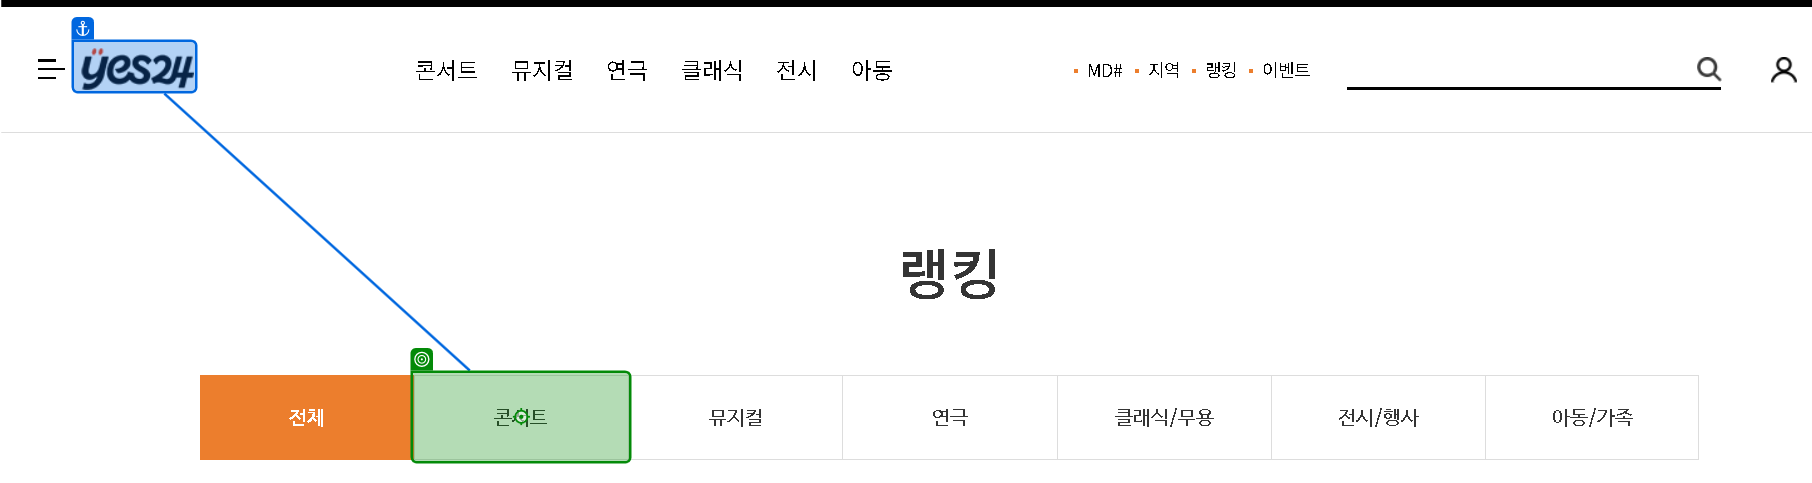 yes24
콘서트 뮤지컬 연극 클래식 전시 아동
MD# 지역 랭킹 이벤트
랭킹
전체 콘서트 뮤지컬 연극 클래식/무용 전시/행사 아동/가족